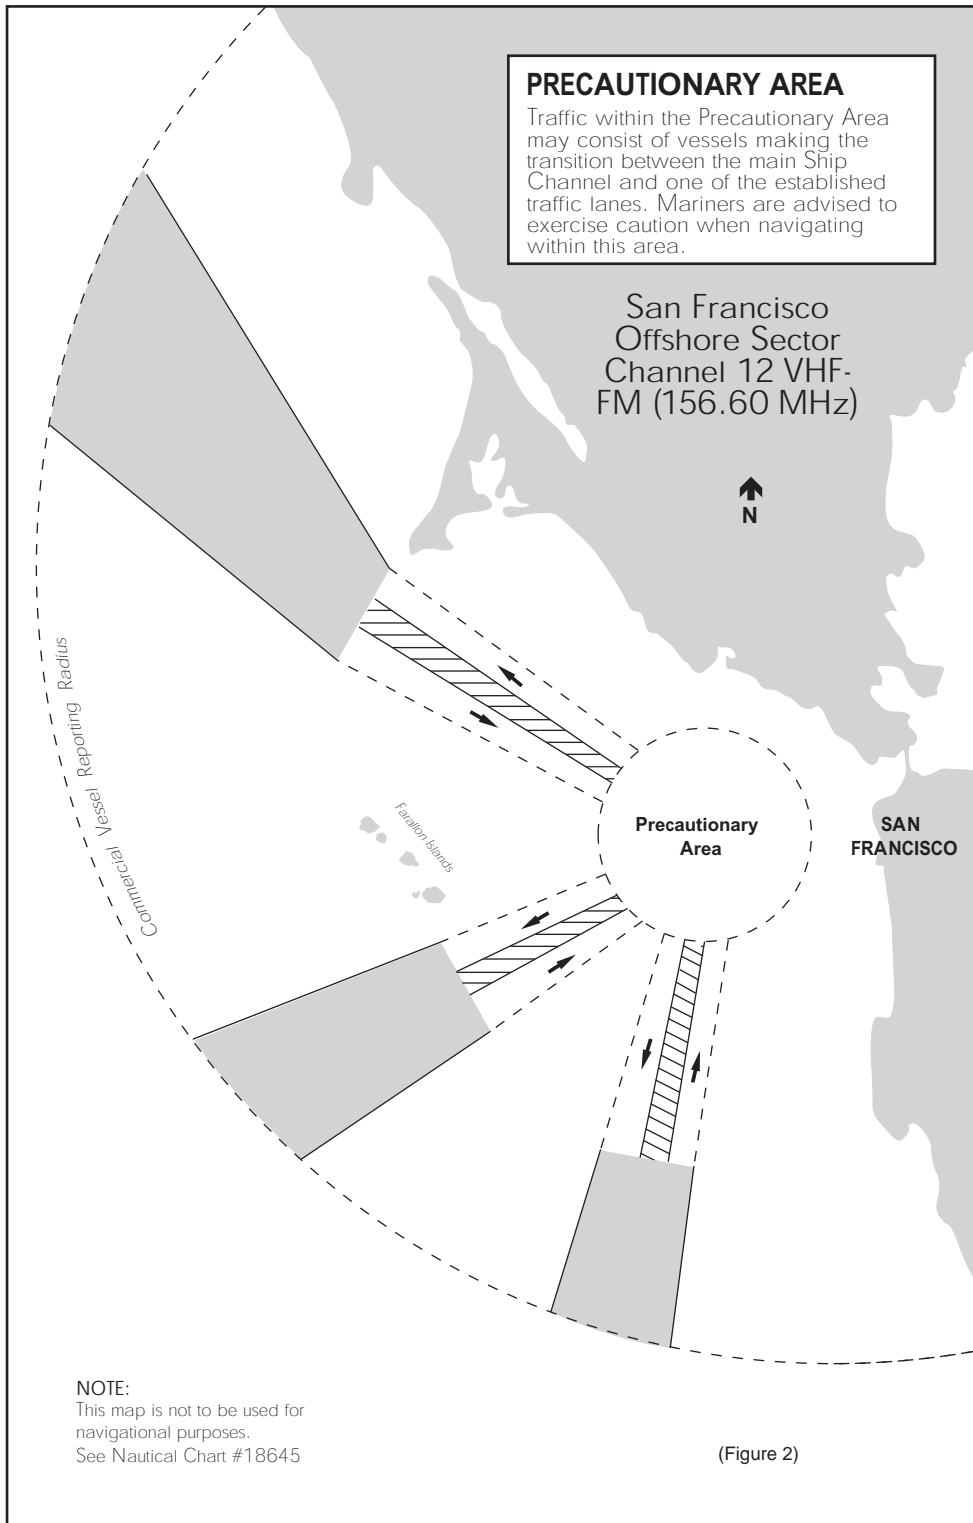 PRECAUTIONARY AREA
Traffic within the Precautionary Area
may consist of vessels making the
transition between the main Ship
Channel and one of the established
traffic lanes. Mariners are advised to
exercise caution when navigating
within this area.
San Francisco
Offshore Sector
Channel 12 VHF-
FM (156.60 MHz)
N
Commercial Vessel Reporting Radius
Farallon Islands
Precautionary
Area
SAN
FRANCISCO
NOTE:
This map is not to be used for
navigational purposes.
See Nautical Chart #18645
(Figure 2)